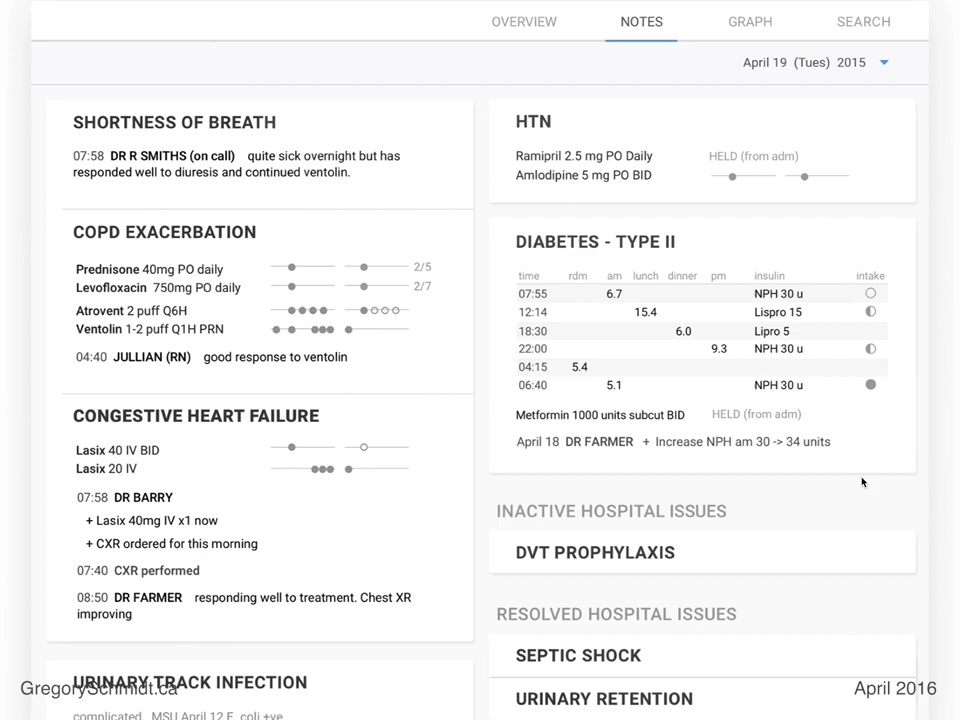 OVERVIEW NOTES GRAPH SEARCH
April 19 (Tues) 2015
SHORTNESS OF BREATH
07:58 DR R SMITHS (on call) quite sick overnight but has
responded well to diuresis and continued ventolin.
COPD EXACERBATION
Prednisone 40mg PO daily 2/5
Levofloxacin 750mg PO daily 2/7
Atrovent 2 puff Q6H
Ventolin 1-2 puff Q1H PRN
04:40 JULLIAN (RN) good response to ventolin
CONGESTIVE HEART FAILURE
Lasix 40 IV BID
Lasix 20 IV
07:58 DR BARRY
+ Lasix 40mg IV x1 now
+ CXR ordered for this morning
07:40 CXR performed
08:50 DR FARMER responding well to treatment. Chest XR
improving
URINARY TRACK INFECTION
complicated MSU April 12 E. coli +ve
HTN
Ramipril 2.5 mg PO Daily HELD (from adm)
Amlodipine 5 mg PO BID
DIABETES - TYPE II
time rdm am lunch dinner pm insulin intake
07:55 6.7 NPH 30 u
12:14 15.4 Lispro 15
18:30 6.0 Lipro 5
22:00 9.3 NPH 30 u
04:15 5.4
06:40 5.1 NPH 30 u
Metformin 1000 units subcut BID HELD (from adm)
April 18 DR FARMER + Increase NPH am 30 -> 34 units
INACTIVE HOSPITAL ISSUES
DVT PROPHYLAXIS
RESOLVED HOSPITAL ISSUES
SEPTIC SHOCK
URINARY RETENTION
GregorySchmidt.ca
April 2016